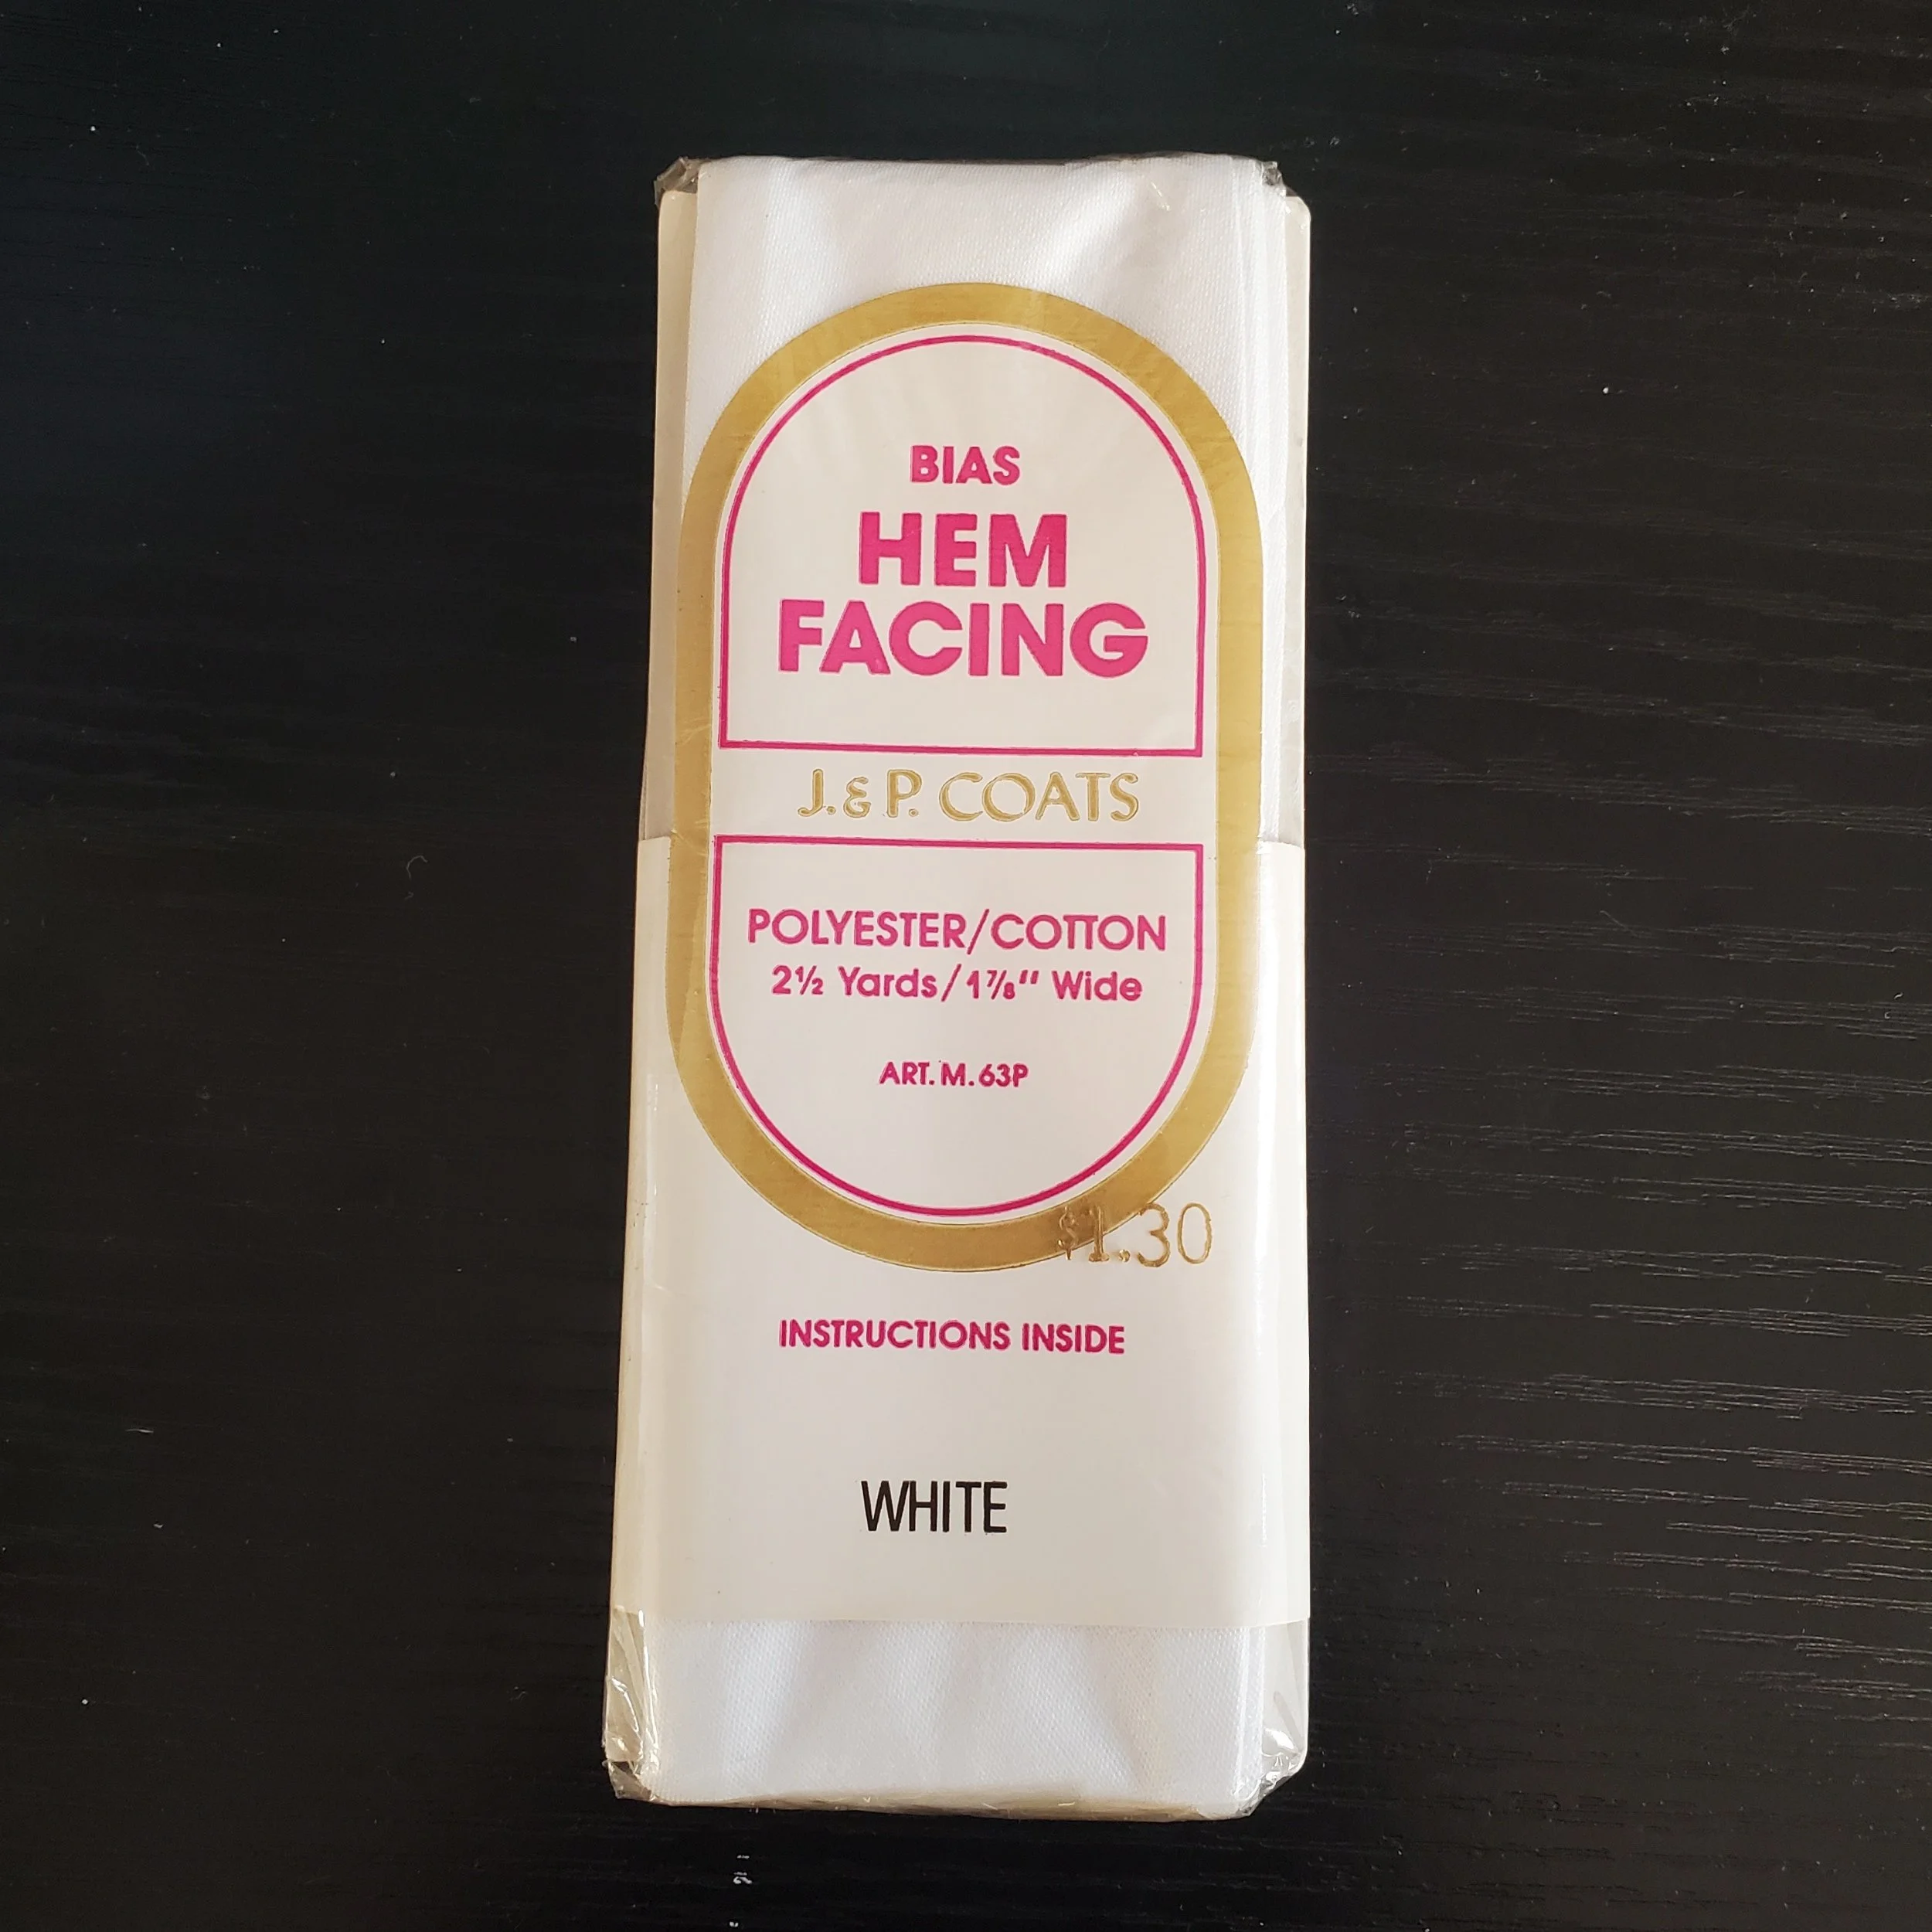 BIAS
HEM
FACING
J. & P. COATS
POLYESTER/COTTON
2½ Yards/1⅞" Wide
ART. M. 63P
$1.30
INSTRUCTIONS INSIDE
WHITE